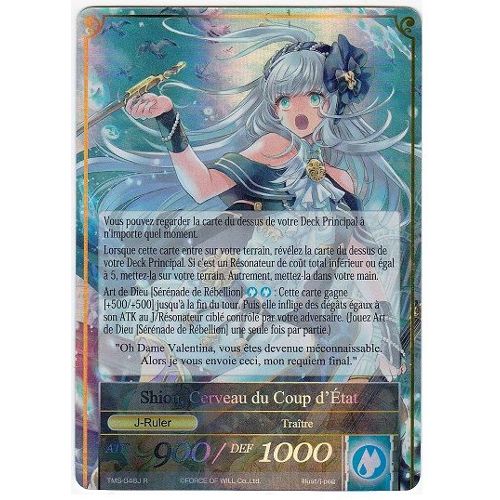 Vous pouvez regarder la carte du dessus de votre Deck Principal à
n'importe quel moment.
Lorsque cette carte entre sur votre terrain, révélez la carte du dessus de
votre Deck Principal. Si c'est un Résonateur de coût total inférieur ou égal
à 5, mettez-la sur votre terrain. Autrement, mettez-la dans votre main.
Art de Dieu [Sérénade de Rébellion] : Cette carte gagne
[+500/+500] jusqu'à la fin du tour. Puis elle inflige des dégâts égaux à
son ATK au J/Résonateur ciblé contrôlé par votre adversaire. (Jouez Art
de Dieu [Sérénade de Rébellion] une seule fois par partie.)
"Oh Dame Valentina, vous êtes devenue méconnaissable.
Alors je vous envoie ceci, mon requiem final."
Shion, Cerveau du Coup d'État
J-Ruler Traître
ATK 900 / DEF 1000
TMS-046J R ©FORCE OF WILL Co.,Ltd. Illust/j-pog